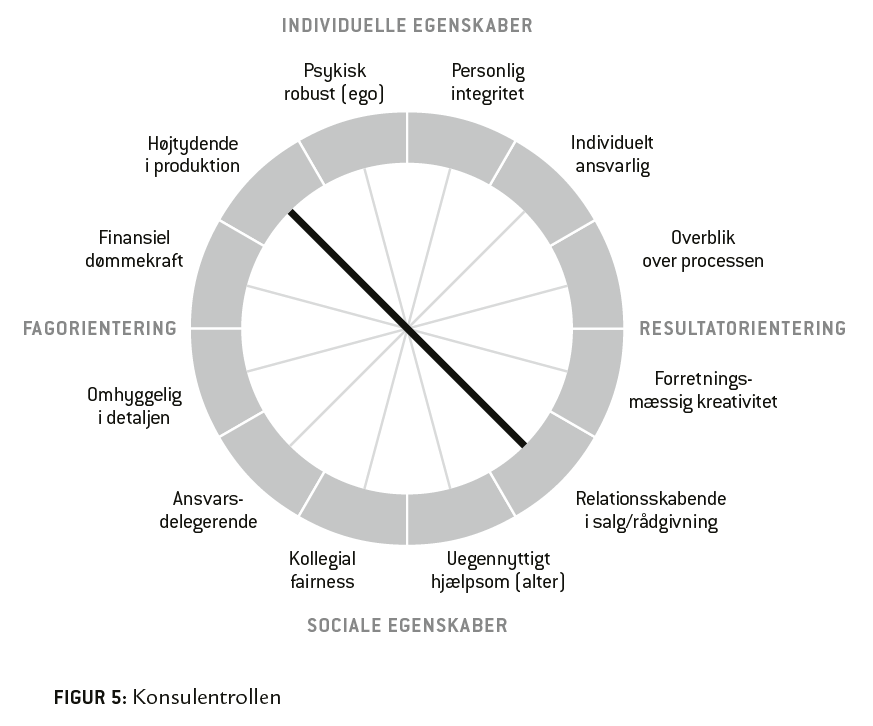 INDIVIDUELLE EGENSKABER
Psykisk
robust (ego)
Personlig
integritet
Højtydende
i produktion
Individuelt
ansvarlig
Finansiel
dømmekraft
Overblik
over processen
FAGORIENTERING
RESULTATORIENTERING
Omhyggelig
i detaljen
Forretnings-
mæssig kreativitet
Ansvars-
delegerende
Relationsskabende
i salg/rådgivning
Kollegial
fairness
Uegennyttigt
hjælpsom (alter)
SOCIALE EGENSKABER
FIGUR 5: Konsulentrollen